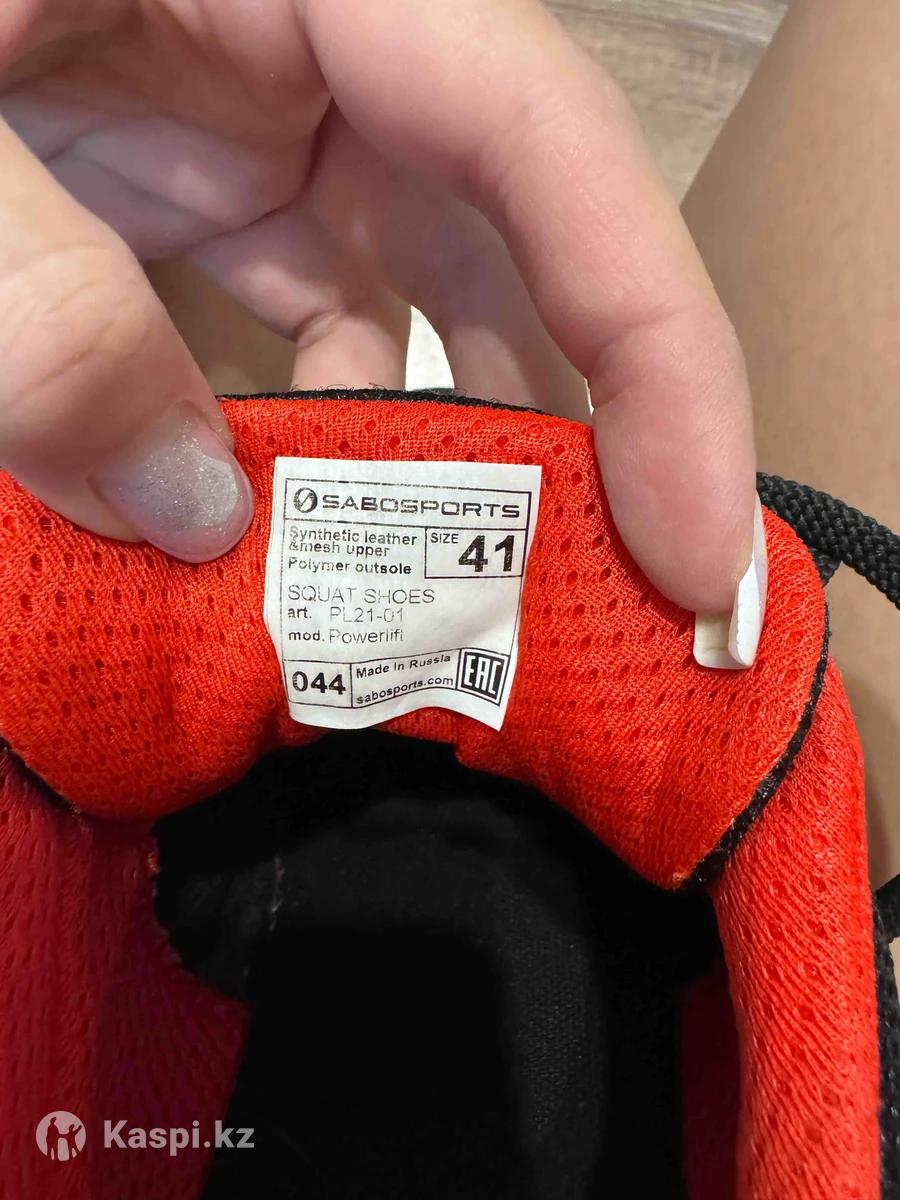 SABOSPORTS
Synthetic leather
&mesh upper
Polymer outsole
SIZE
41
SQUAT SHOES
art. PL21-01
mod. Powerlift
044
Made In Russia
sabosports.com
EAC
Kaspi.kz